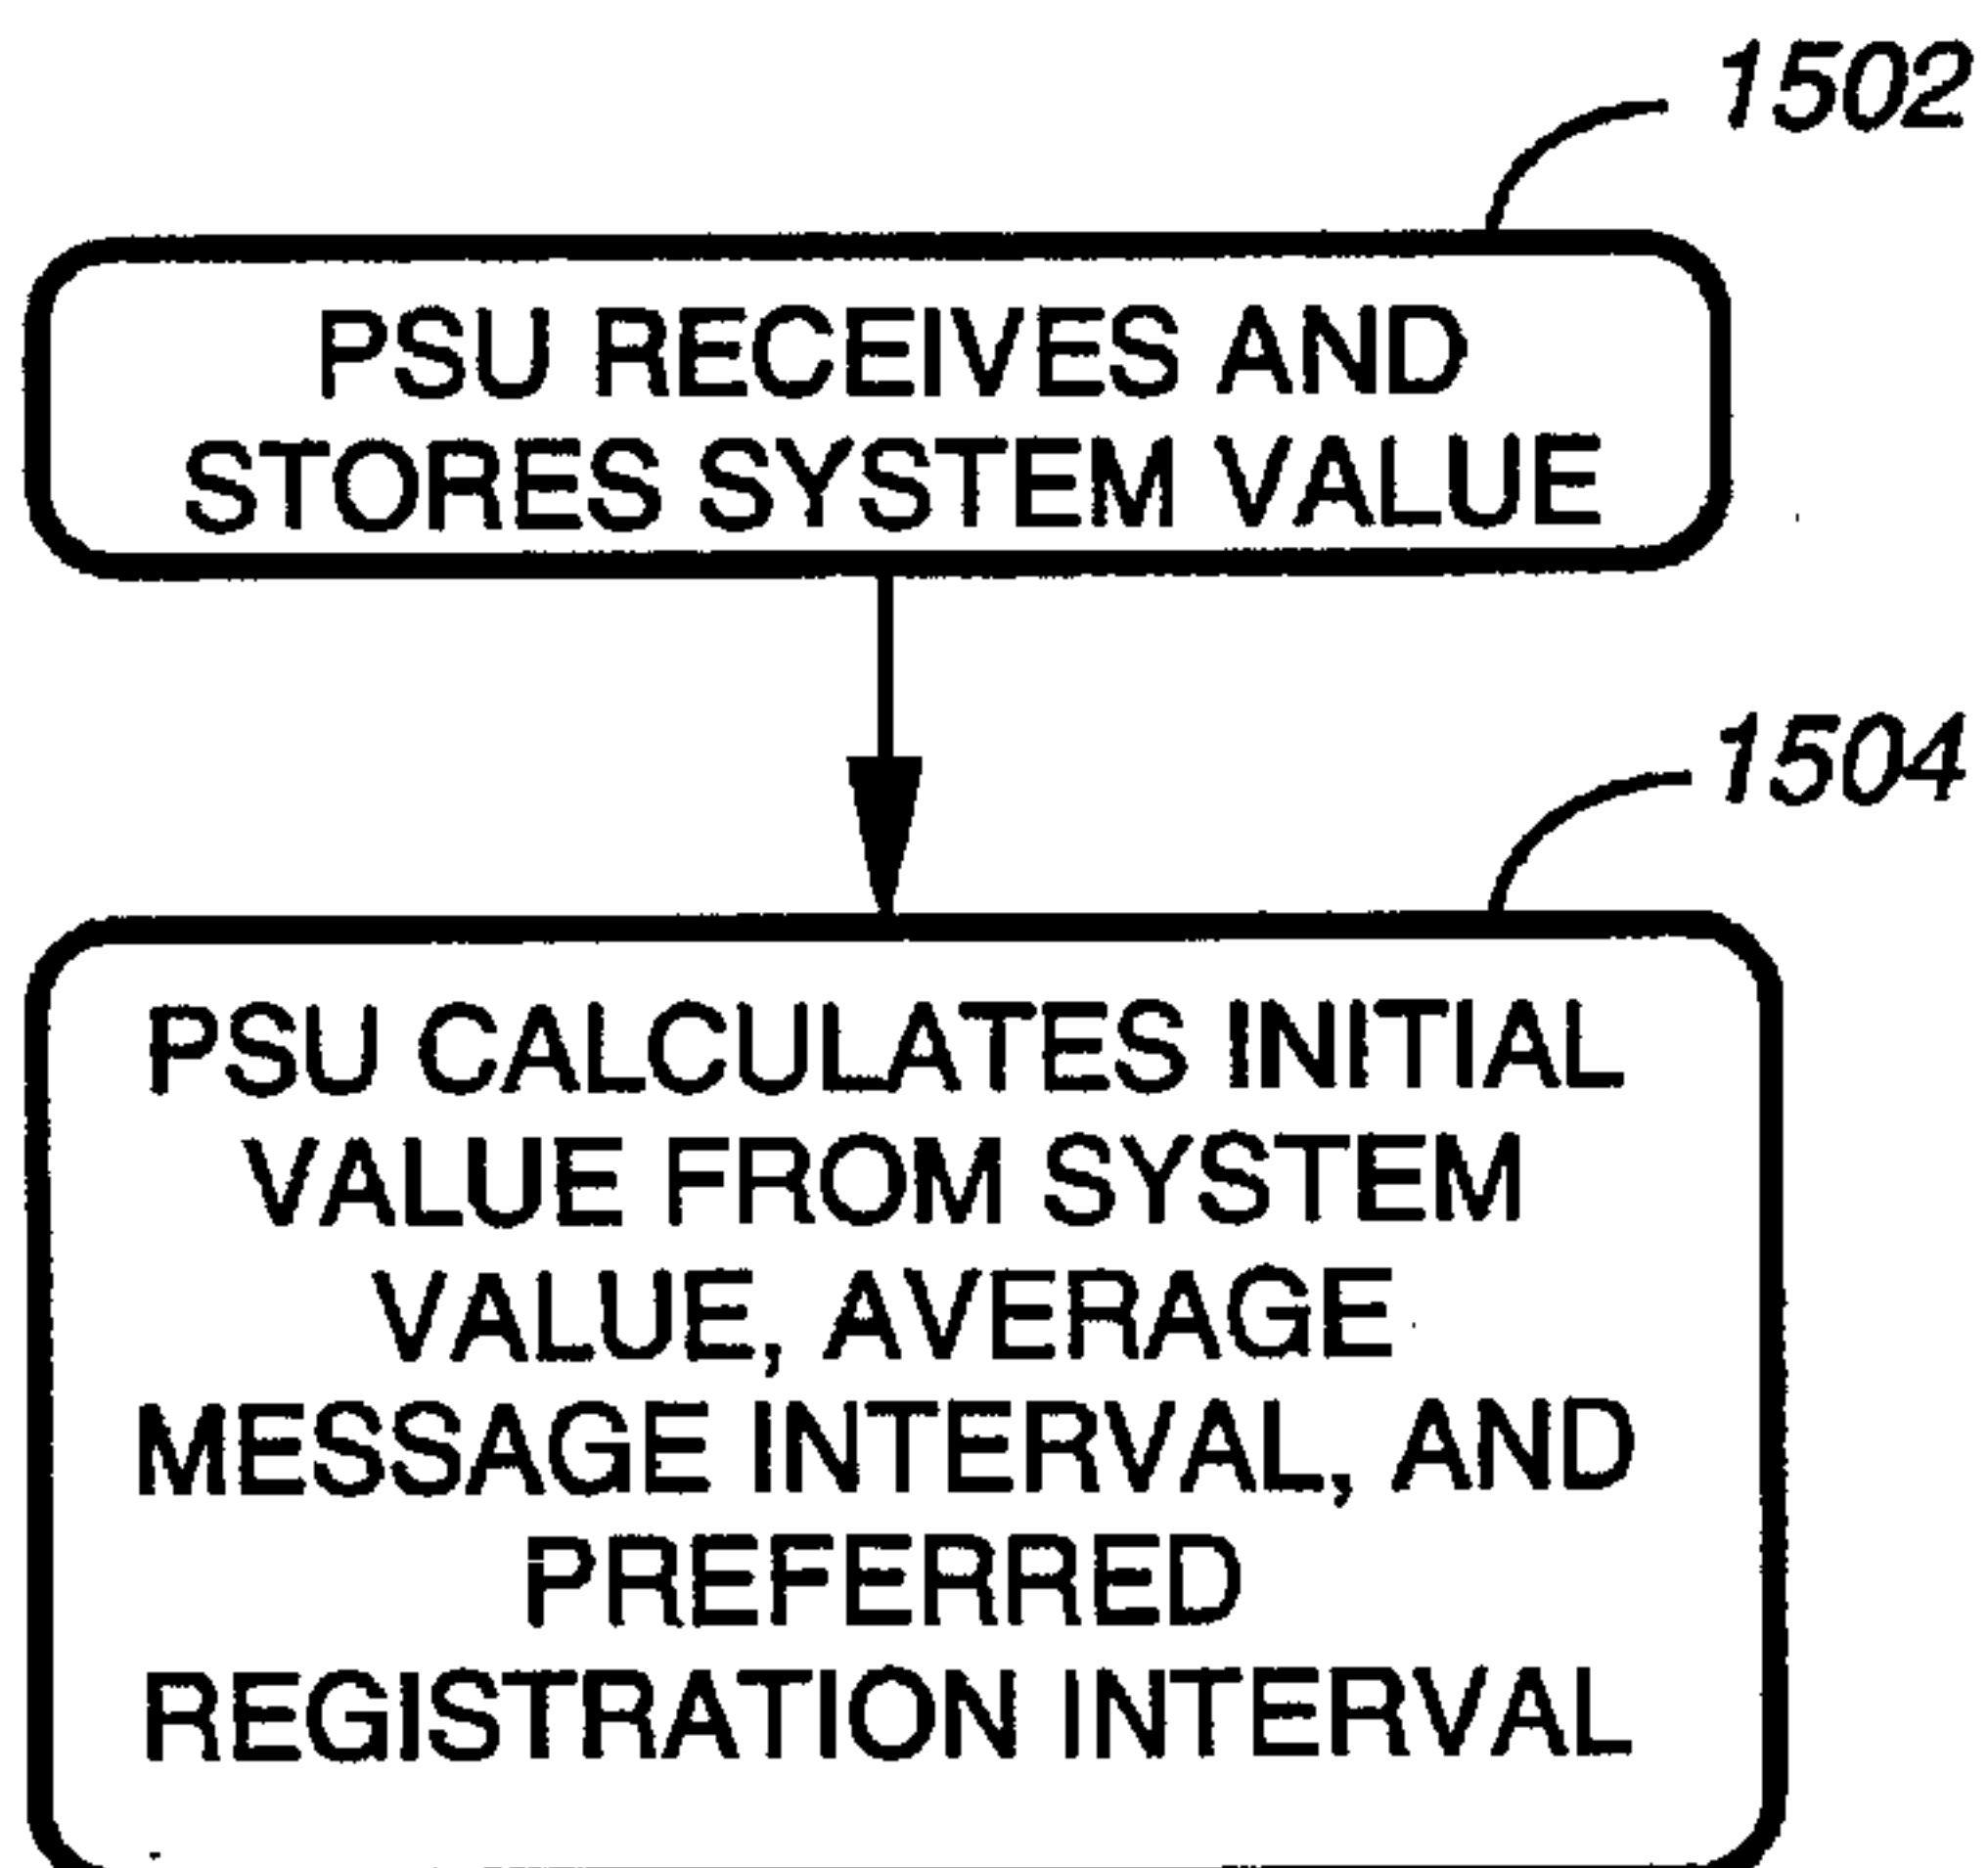 1502
PSU RECEIVES AND
STORES SYSTEM VALUE
1504
PSU CALCULATES INITIAL
VALUE FROM SYSTEM
VALUE, AVERAGE
MESSAGE INTERVAL, AND
PREFERRED
REGISTRATION INTERVAL